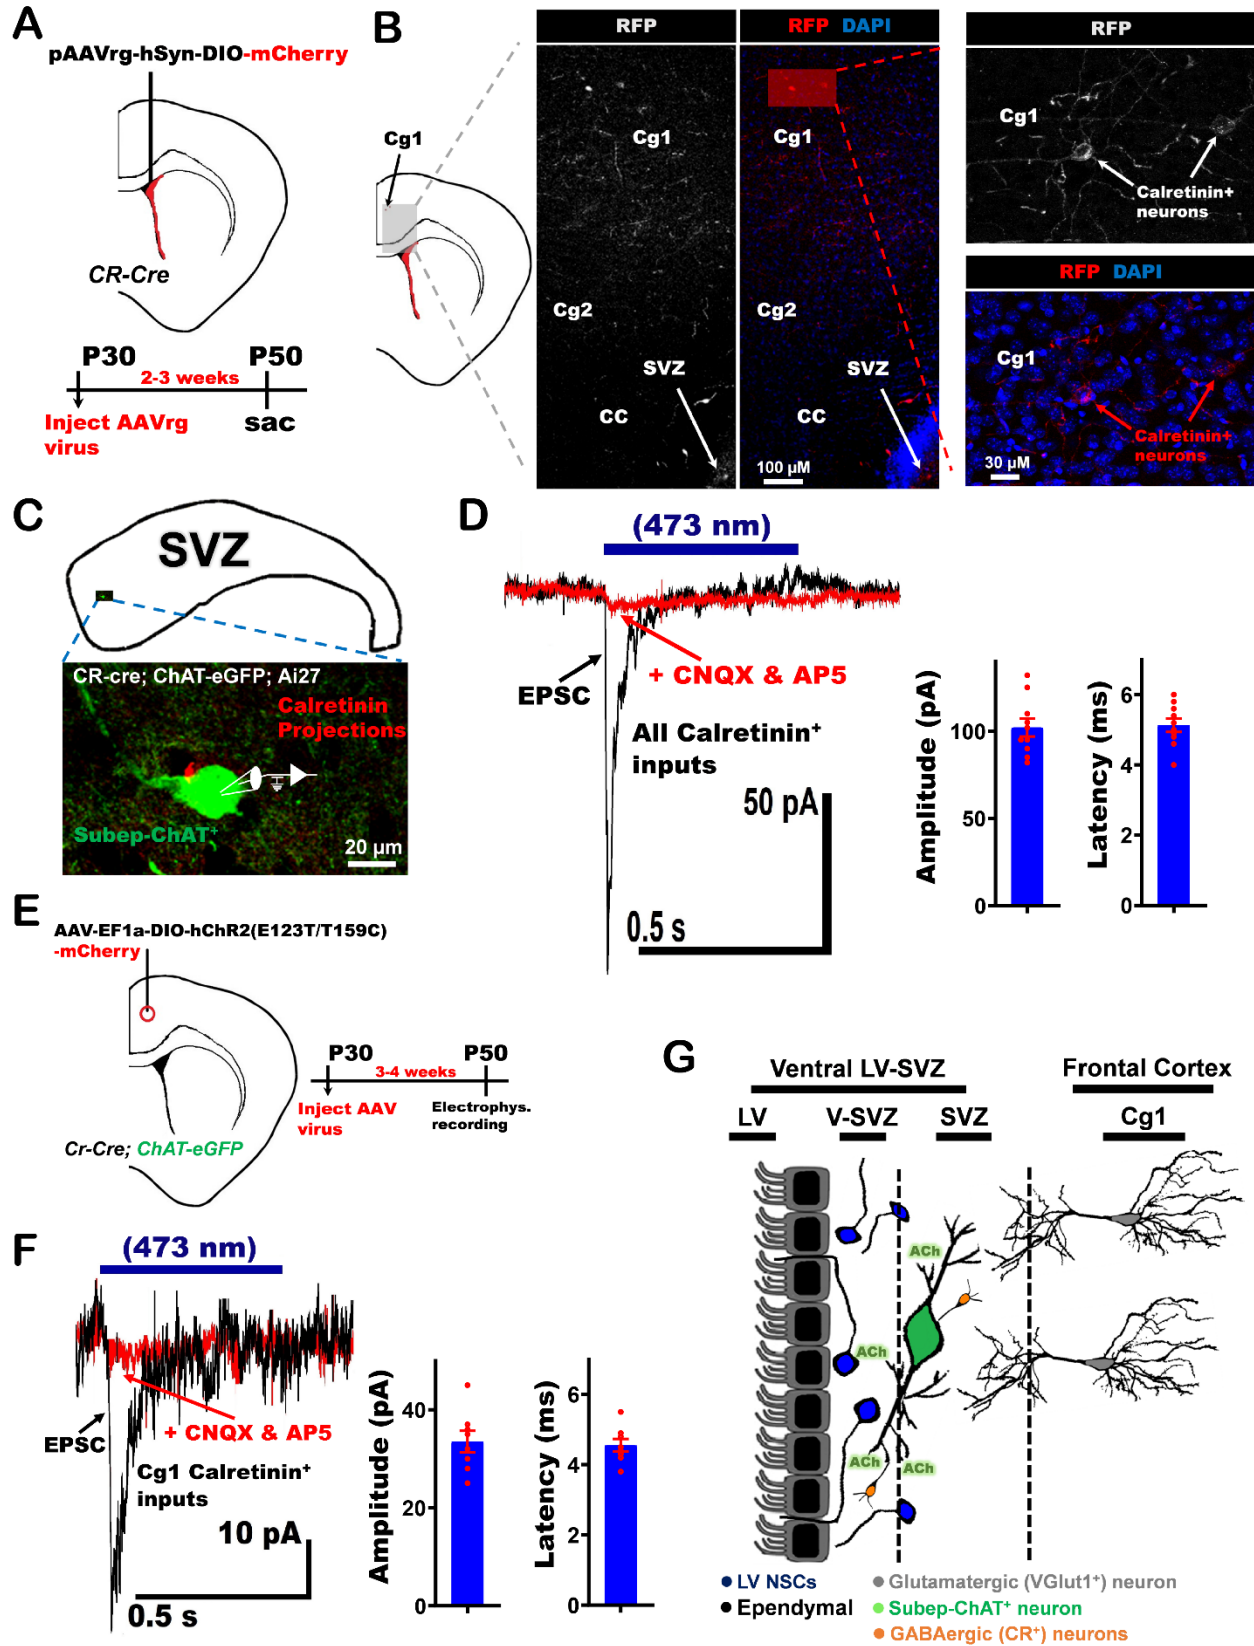 A
pAAVrg-hSyn-DIO-mCherry
CR-Cre
P30
P50
2-3 weeks
Inject AAVrg
virus
sac
B
Cg1
RFP
Cg1
Cg2
SVZ
CC
RFP DAPI
Cg1
Cg2
SVZ
CC
100 µM
RFP
Cg1
Calretinin+
neurons
RFP DAPI
Cg1
Calretinin+
neurons
30 µM
C
SVZ
CR-cre; ChAT-eGFP; Ai27
Calretinin
Projections
Subep-ChAT⁺
20 µm
D
(473 nm)
EPSC
+ CNQX & AP5
All Calretinin⁺
inputs
50 pA
0.5 s
Amplitude (pA)
100
50
0
Latency (ms)
6
4
2
0
E
AAV-EF1a-DIO-hChR2(E123T/T159C)
-mCherry
Cr-Cre; ChAT-eGFP
P30
P50
3-4 weeks
Inject AAV
virus
Electrophys.
recording
F
(473 nm)
EPSC
+ CNQX & AP5
Cg1 Calretinin⁺
inputs
10 pA
0.5 s
Amplitude (pA)
40
20
0
Latency (ms)
6
4
2
0
G
Ventral LV-SVZ
Frontal Cortex
LV
V-SVZ
SVZ
Cg1
ACh
ACh
ACh
ACh
LV NSCs
Ependymal
Glutamatergic (VGlut1⁺) neuron
Subep-ChAT⁺ neuron
GABAergic (CR⁺) neurons